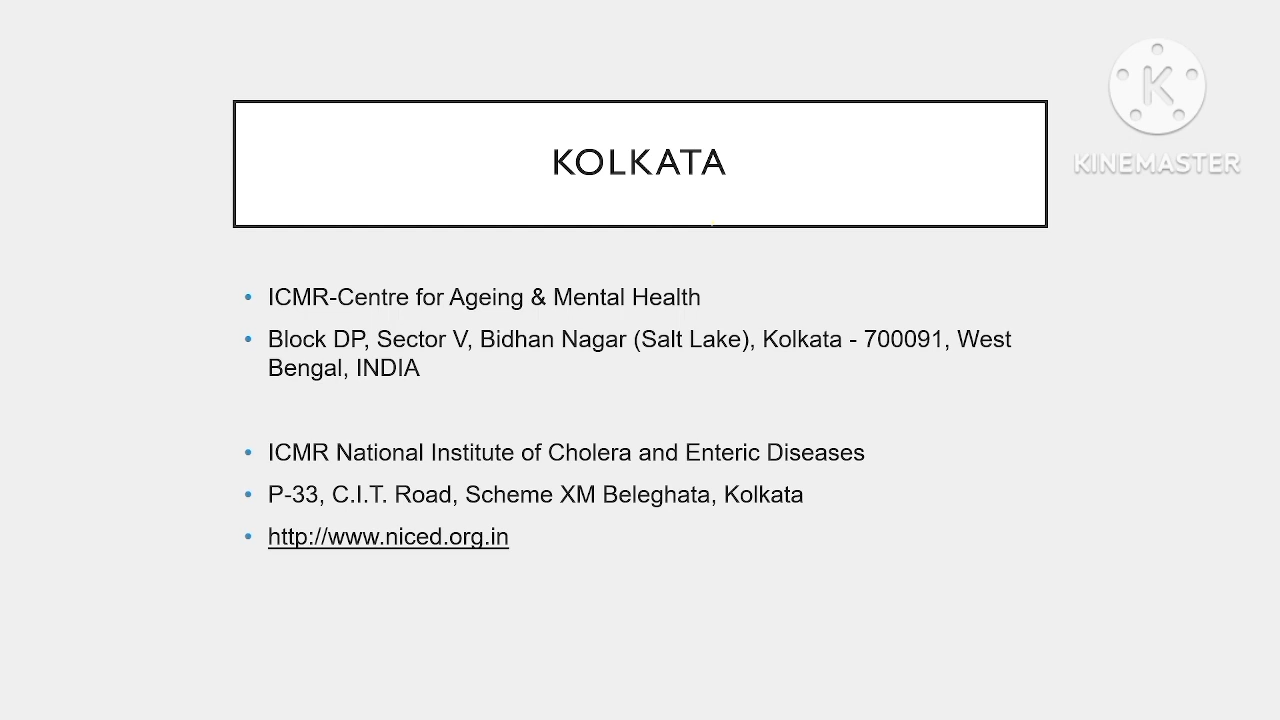 KOLKATA
K
KINEMASTER
ICMR-Centre for Ageing & Mental Health
Block DP, Sector V, Bidhan Nagar (Salt Lake), Kolkata - 700091, West
Bengal, INDIA
ICMR National Institute of Cholera and Enteric Diseases
P-33, C.I.T. Road, Scheme XM Beleghata, Kolkata
http://www.niced.org.in